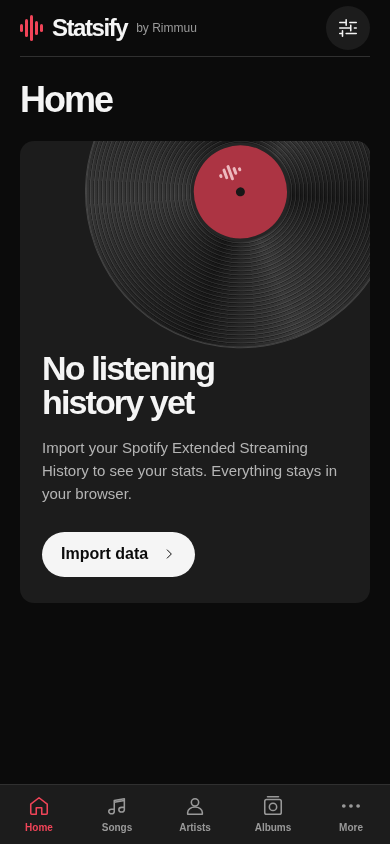 Statsify by Rimmuu
Home
No listening
history yet
Import your Spotify Extended Streaming
History to see your stats. Everything stays in
your browser.
Import data
Home Songs Artists Albums More